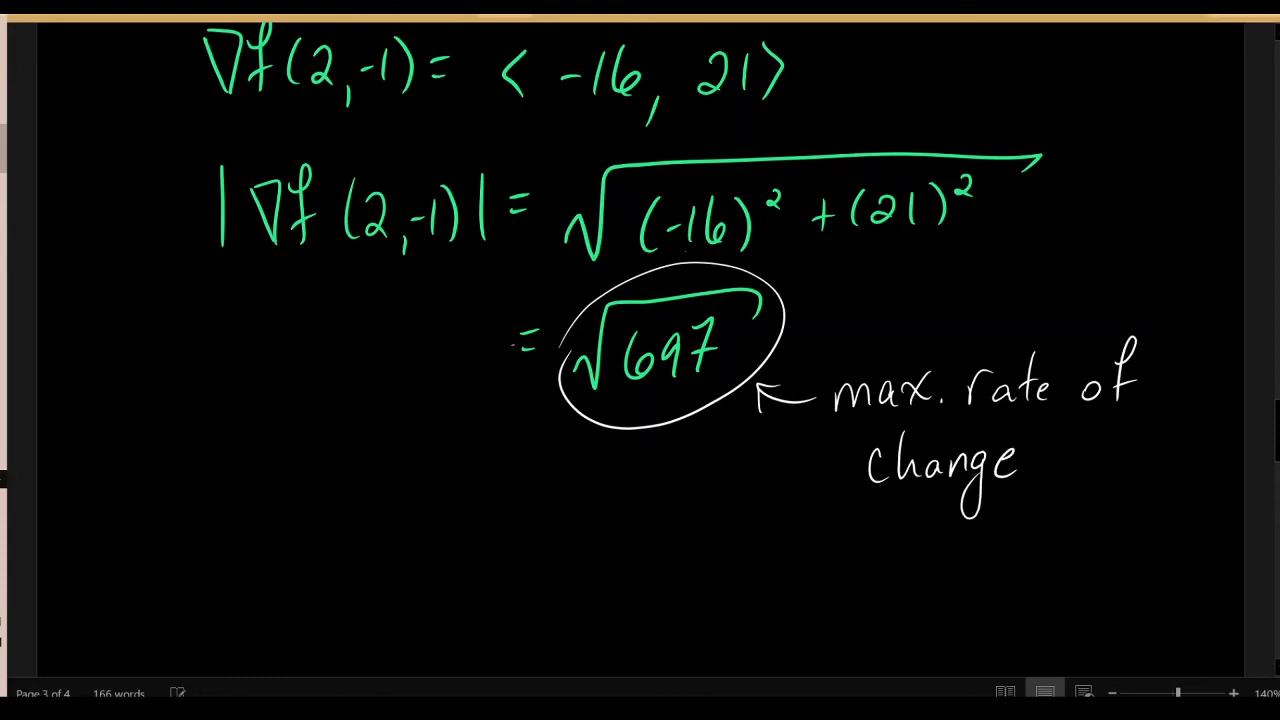 ∇f(2,-1) = < -16, 21>
|∇f(2,-1)| = √((-16)² + (21)²)
= √697
max. rate of
change
Page 3 of 4 166 words 140%